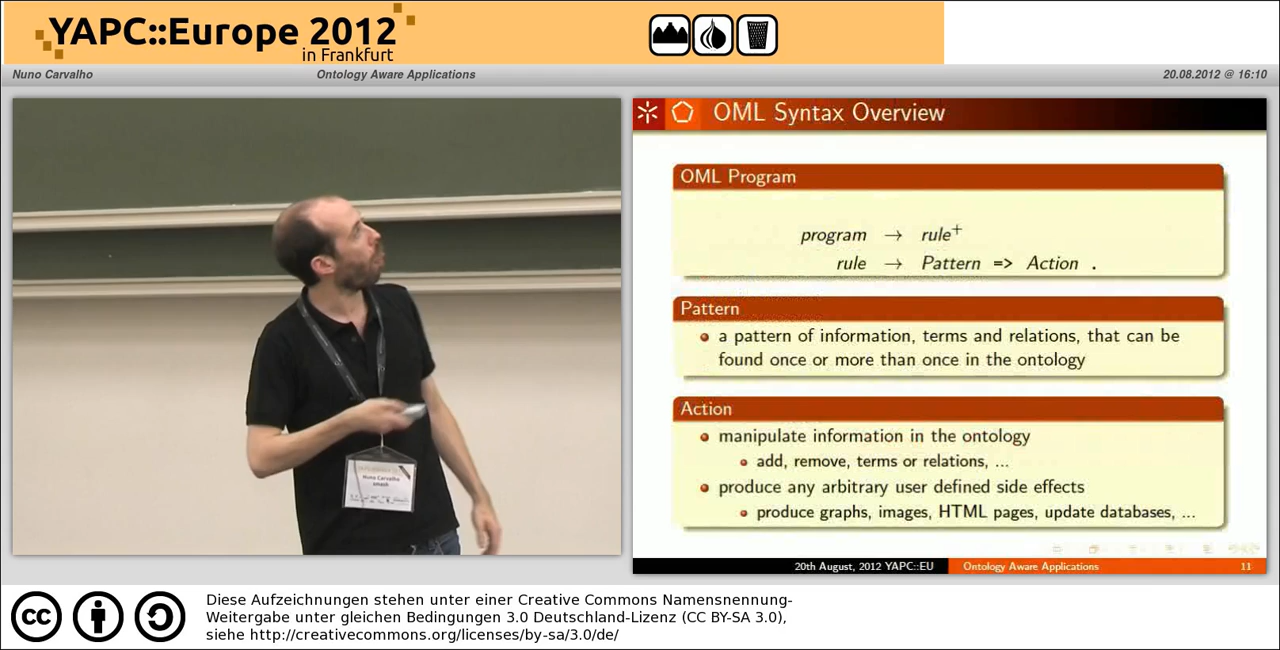 YAPC::Europe 2012
in Frankfurt
Nuno Carvalho
Ontology Aware Applications
20.08.2012 @ 16:10
Nuno Carvalho
smash
OML Syntax Overview
OML Program
program → rule+
rule → Pattern => Action .
Pattern
a pattern of information, terms and relations, that can be
found once or more than once in the ontology
Action
manipulate information in the ontology
add, remove, terms or relations, ...
produce any arbitrary user defined side effects
produce graphs, images, HTML pages, update databases, ...
20th August, 2012 YAPC::EU
Ontology Aware Applications
11
cc
Diese Aufzeichnungen stehen unter einer Creative Commons Namensnennung-
Weitergabe unter gleichen Bedingungen 3.0 Deutschland-Lizenz (CC BY-SA 3.0),
siehe http://creativecommons.org/licenses/by-sa/3.0/de/